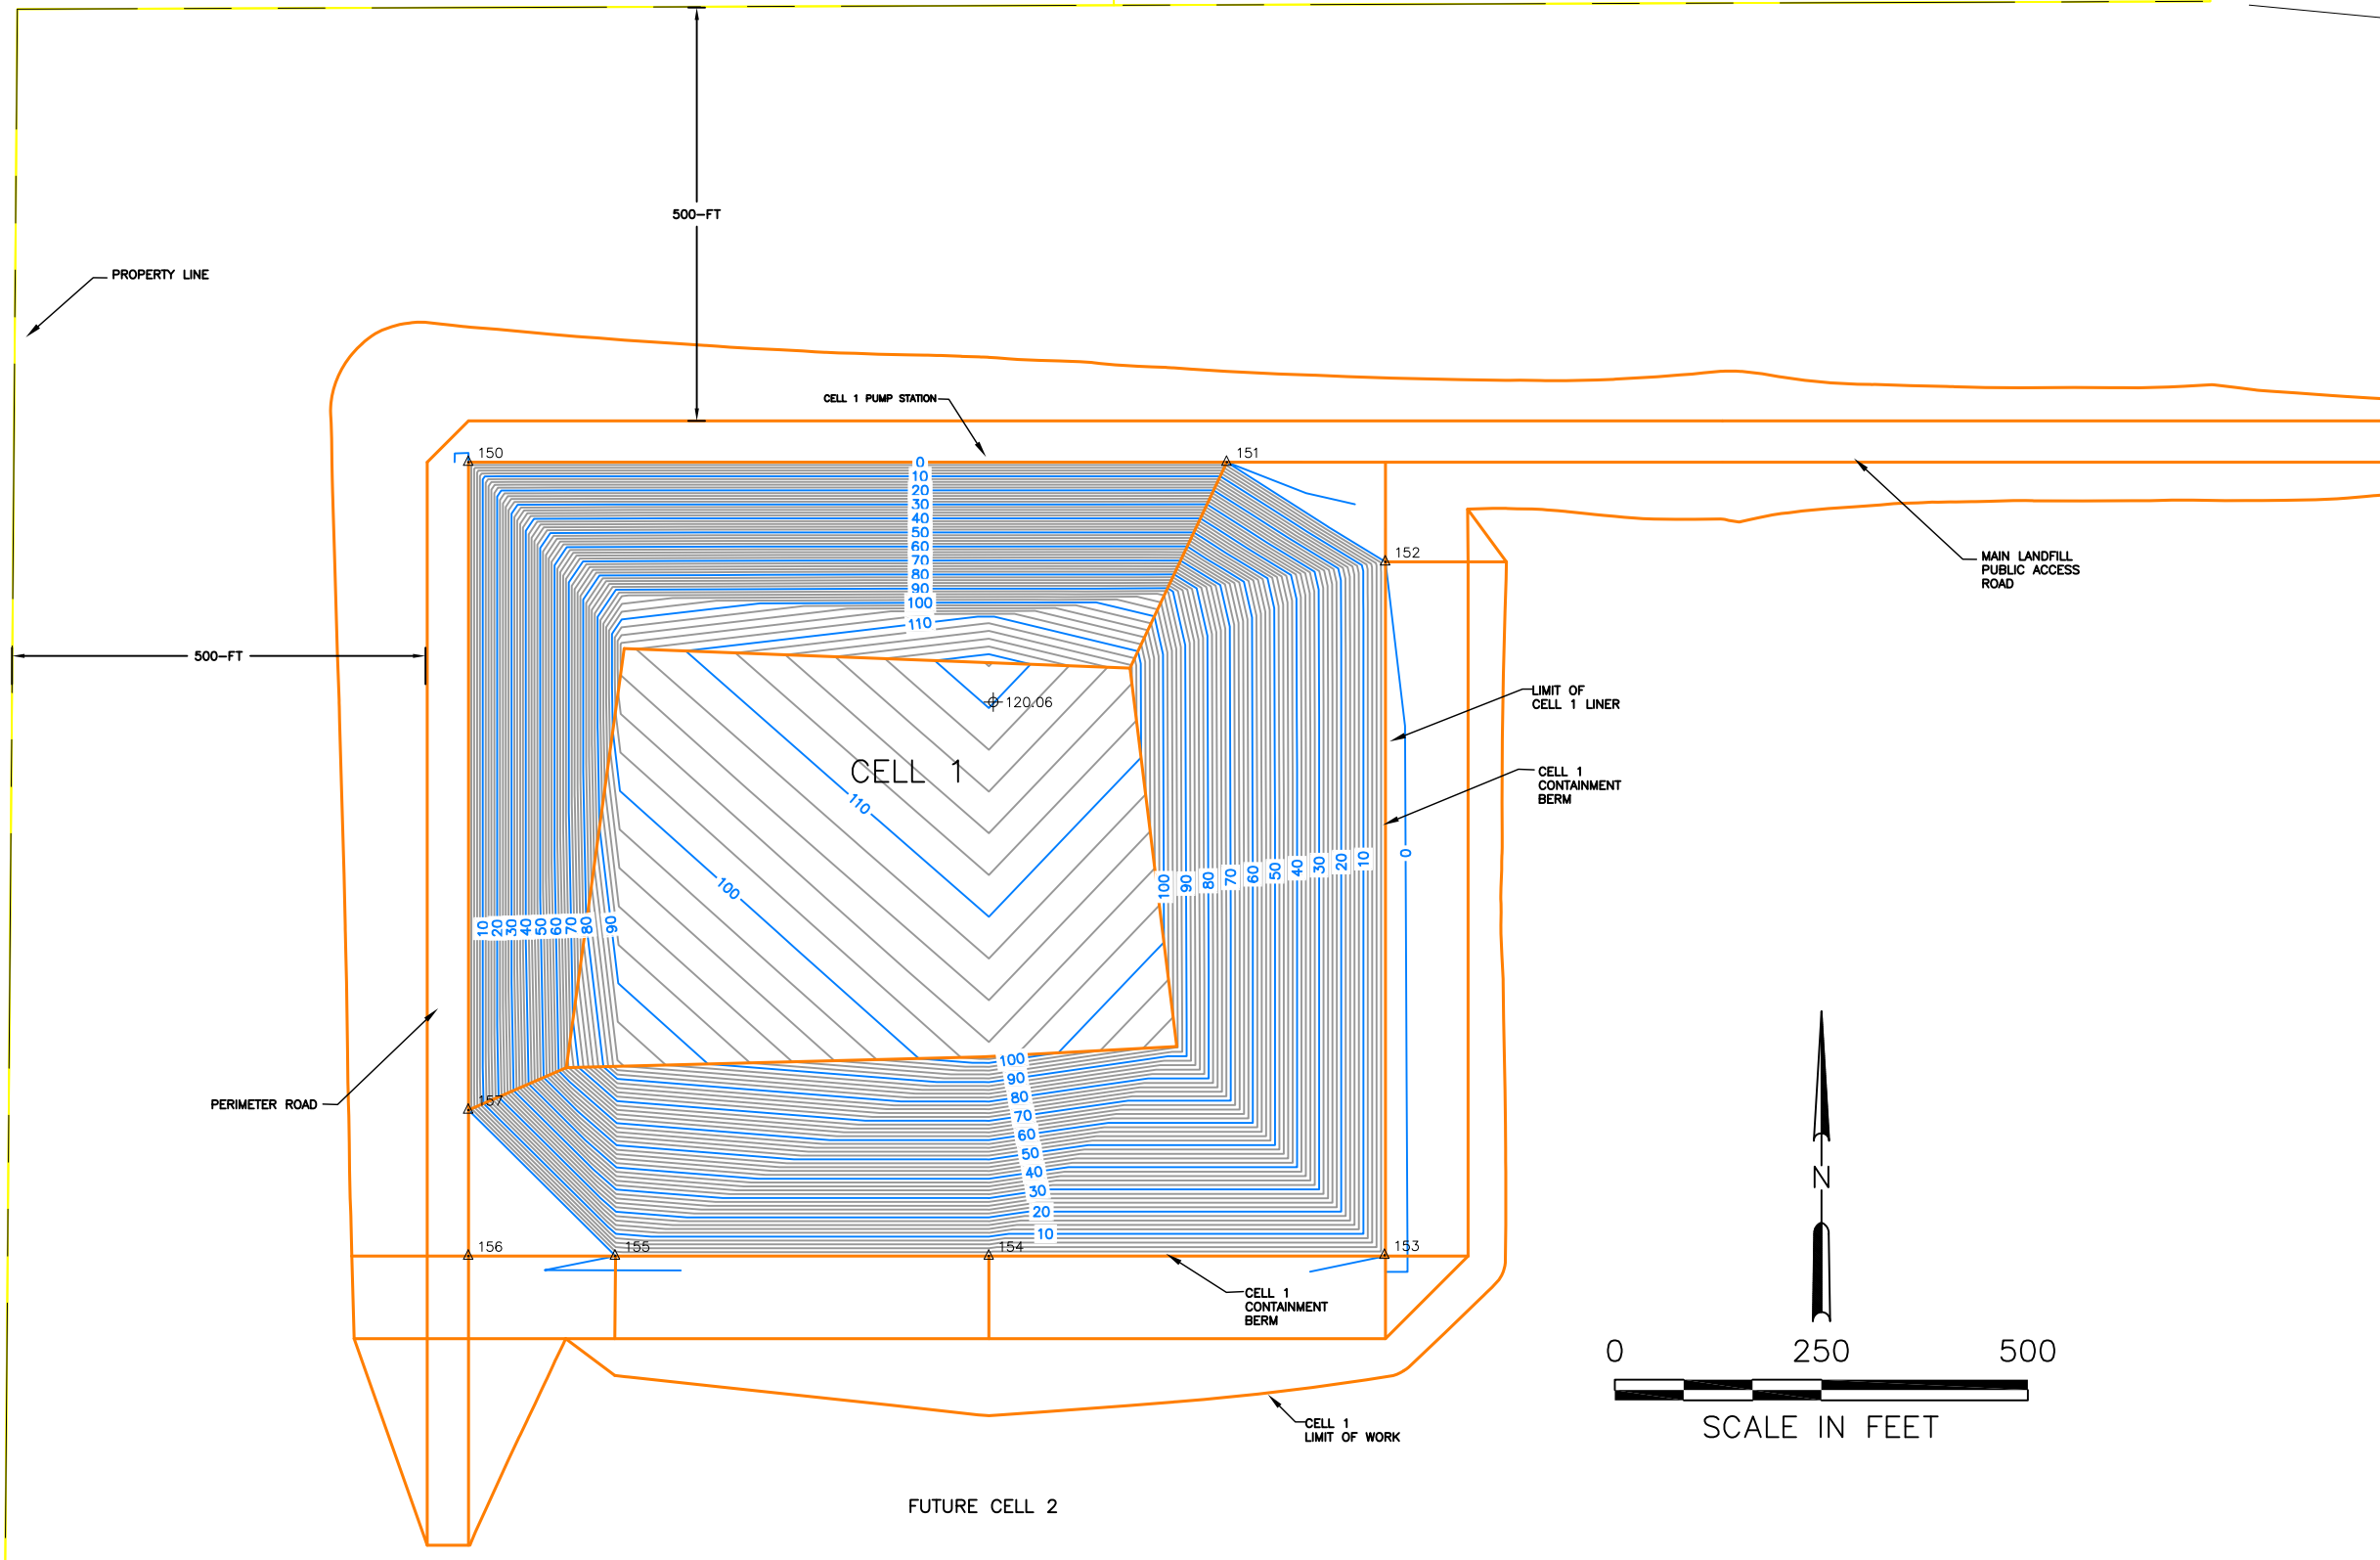 500-FT
PROPERTY LINE
CELL 1 PUMP STATION
150
151
0
10
20
30
40
50
60
70
80
90
100
110
152
MAIN LANDFILL
PUBLIC ACCESS
ROAD
500-FT
120.06
LIMIT OF
CELL 1 LINER
CELL 1
CELL 1
CONTAINMENT
BERM
110
100
10
20
30
40
50
60
70
80
90
100
90
80
70
60
50
40
30
20
10
0
PERIMETER ROAD
157
100
90
80
70
60
50
40
30
20
10
156
155
154
153
CELL 1
CONTAINMENT
BERM
N
0 250 500
SCALE IN FEET
CELL 1
LIMIT OF WORK
FUTURE CELL 2